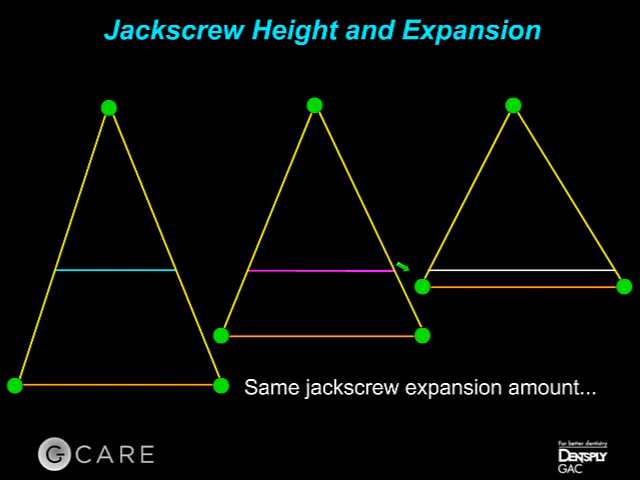 Jackscrew Height and Expansion
Same jackscrew expansion amount...
G CARE
For better dentistry
DENTSPLY
GAC